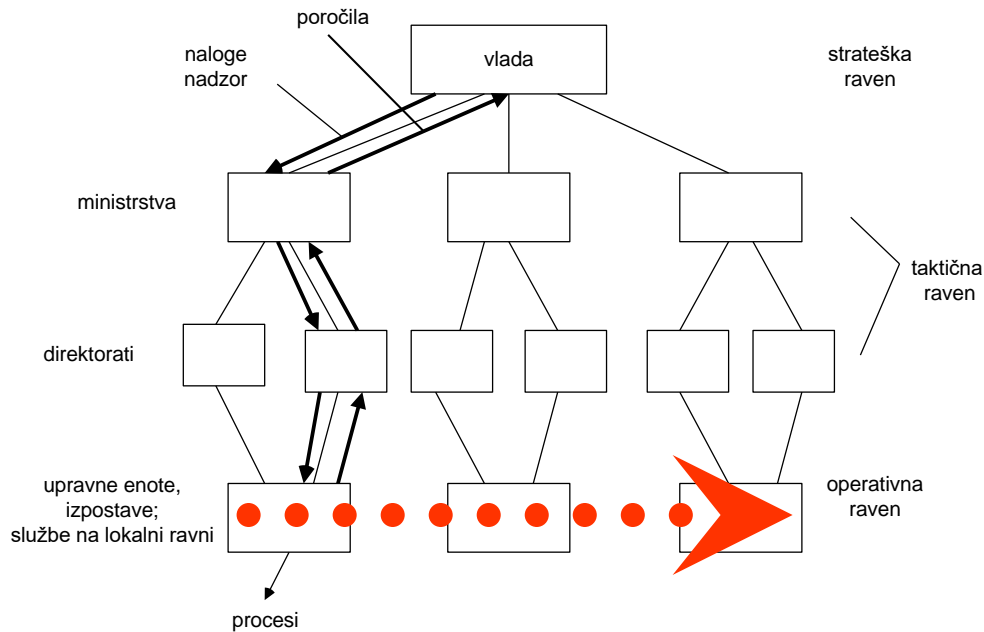 poročila
naloge
nadzor
vlada
strateška
raven
ministrstva
taktična
raven
direktorati
upravne enote,
izpostave;
službe na lokalni ravni
operativna
raven
procesi